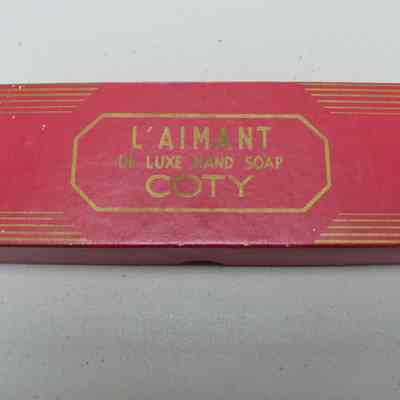 L'AIMANT
DE LUXE HAND SOAP
COTY